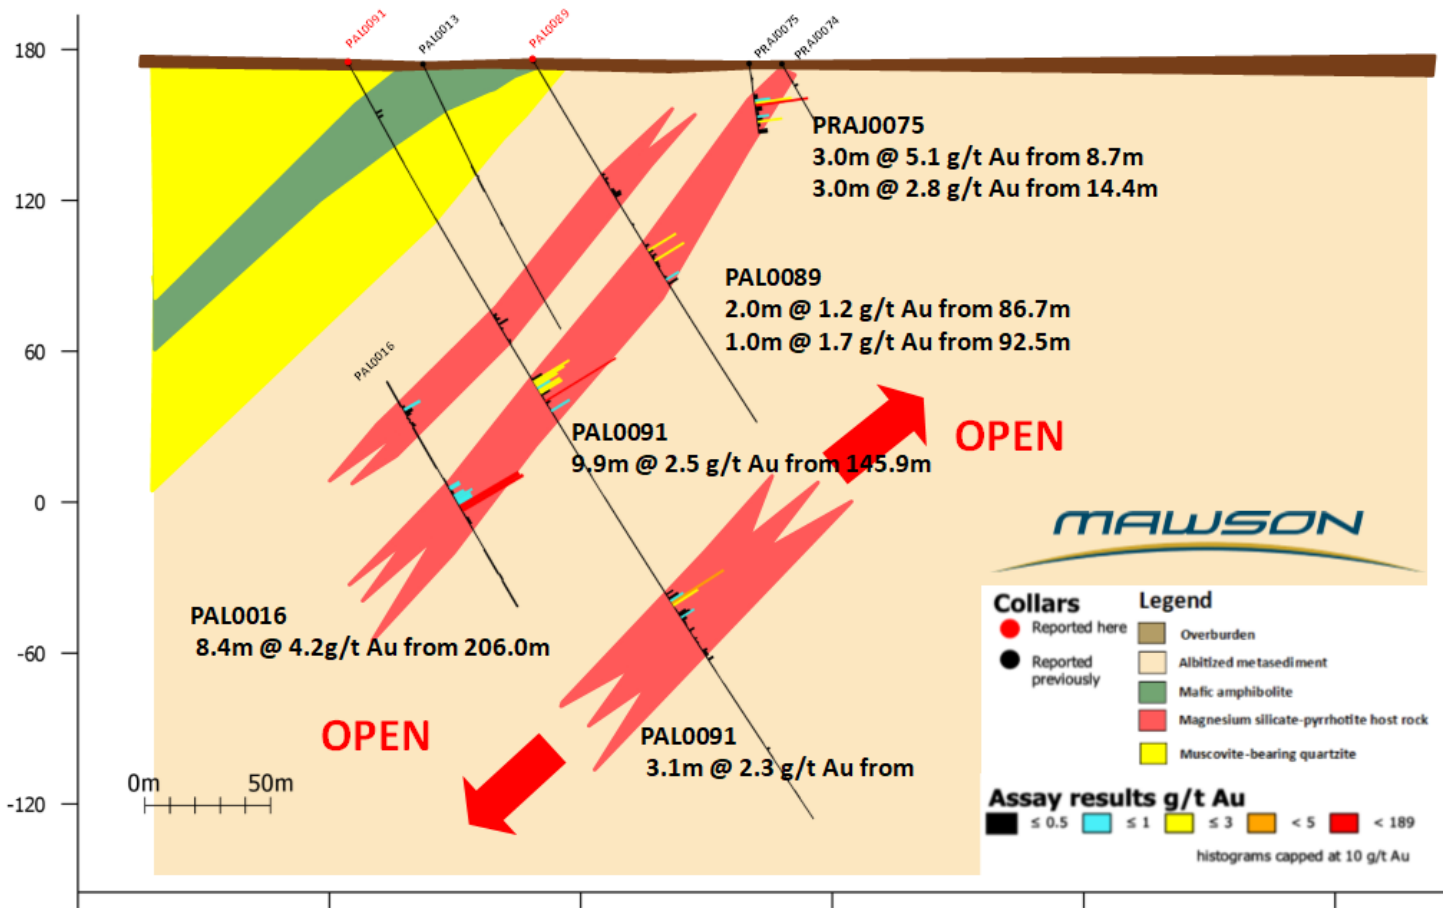 PAL0091
PAL0013
PAL0089
PRAJ0075
PRAJ0074
180
120
60
0
-60
-120
PRAJ0075
3.0m @ 5.1 g/t Au from 8.7m
3.0m @ 2.8 g/t Au from 14.4m
PAL0089
2.0m @ 1.2 g/t Au from 86.7m
1.0m @ 1.7 g/t Au from 92.5m
PAL0016
PAL0091
9.9m @ 2.5 g/t Au from 145.9m
OPEN
MAWSON
PAL0016
8.4m @ 4.2g/t Au from 206.0m
OPEN
PAL0091
3.1m @ 2.3 g/t Au from
0m 50m
Collars
Reported here
Reported
previously
Legend
Overburden
Albitized metasediment
Mafic amphibolite
Magnesium silicate-pyrrhotite host rock
Muscovite-bearing quartzite
Assay results g/t Au
≤ 0.5 ≤ 1 ≤ 3 < 5 < 189
histograms capped at 10 g/t Au